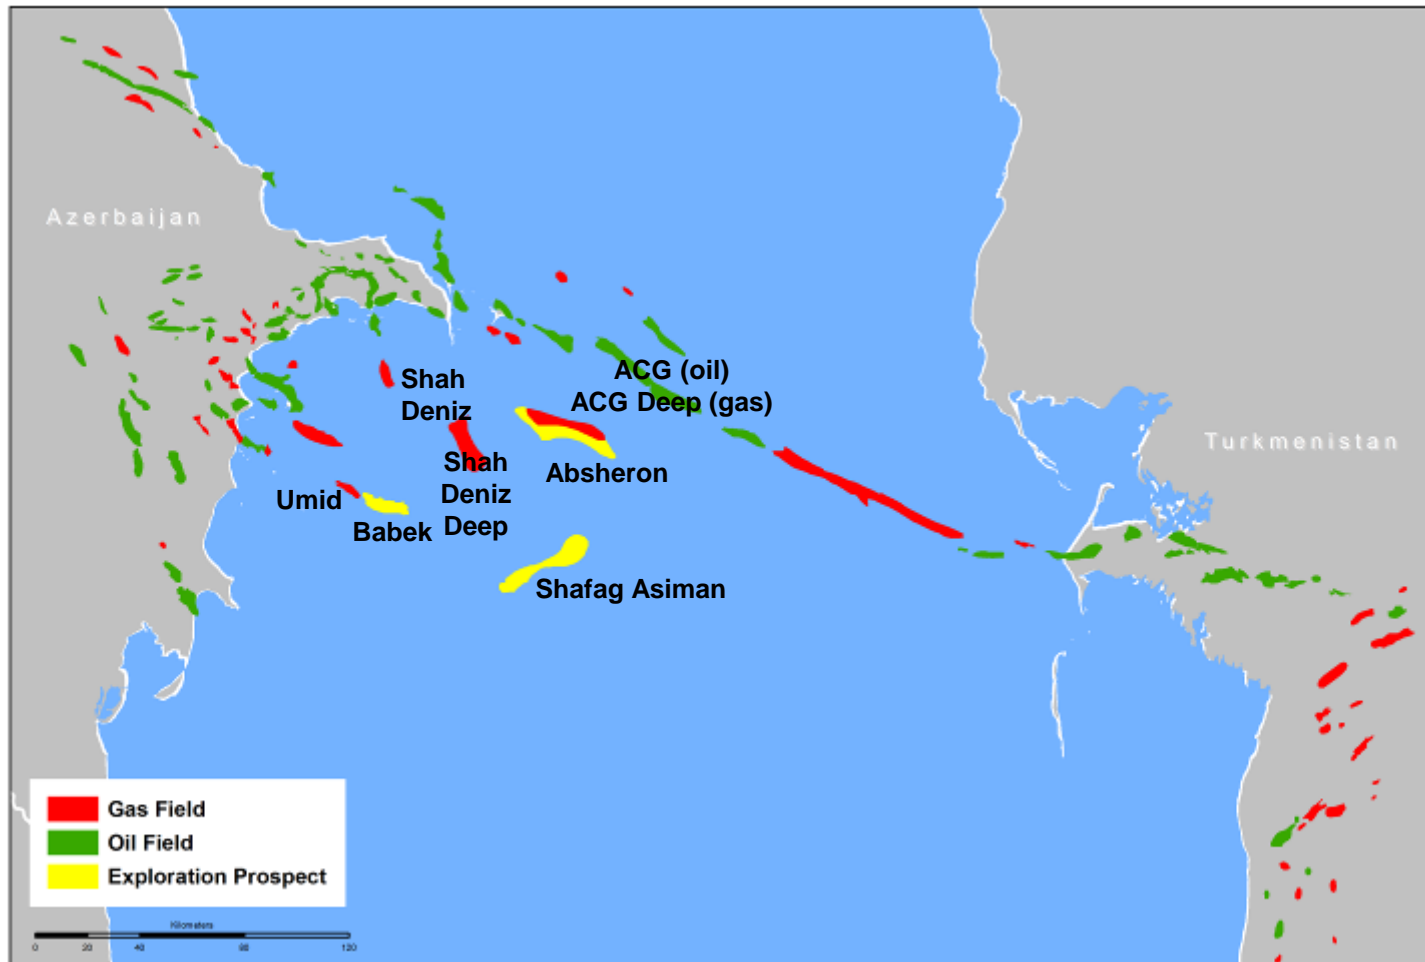 Azerbaijan
ACG (oil)
ACG Deep (gas)
Shah
Deniz
Turkmenistan
Shah
Deniz
Deep
Absheron
Umid
Babek
Shafag Asiman
Gas Field
Oil Field
Exploration Prospect
Kilometers
0 20 40 80 120